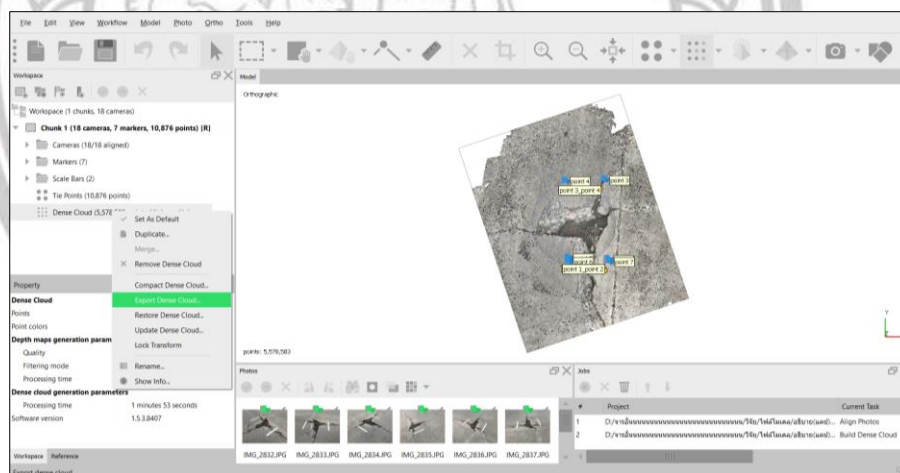 File Edit View Workflow Model Photo Ortho Tools Help
Workspace
Model
Orthographic
Workspace (1 chunks, 18 cameras)
Chunk 1 (18 cameras, 7 markers, 10,876 points) [R]
Cameras (18/18 aligned)
Markers (7)
Scale Bars (2)
Tie Points (10,876 points)
Dense Cloud (5,578,
Set As Default
Duplicate...
Merge...
Remove Dense Cloud
Compact Dense Cloud...
Export Dense Cloud...
Restore Dense Cloud...
Update Dense Cloud...
Lock Transform
Rename...
Show Info...
Property
Dense Cloud
Points
Point colors
Depth maps generation param
Quality
Filtering mode
Processing time
Dense cloud generation parameters
Processing time 1 minutes 53 seconds
Software version 1.5.3.8407
Workspace Reference
Export dense cloud
point 4 point 3
point 3_point 4
point 7
point 1_point 2
Y
points: 5,578,583
Photos
IMG_2832.JPG IMG_2833.JPG IMG_2834.JPG IMG_2835.JPG IMG_2836.JPG IMG_2837.JPG
Jobs
# Project Current Task
1 Align Photos
2 Build Dense Cloud